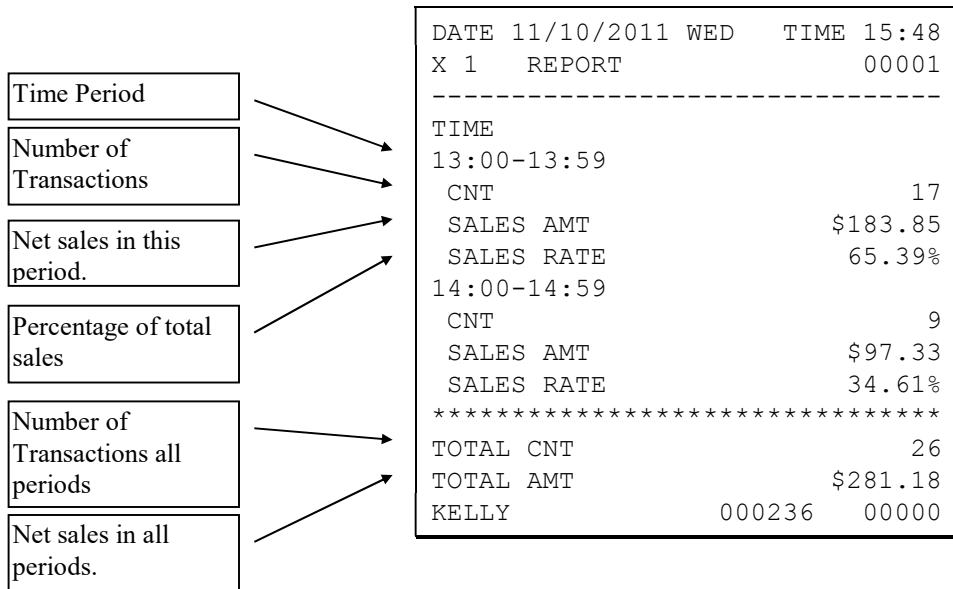 Time Period
Number of
Transactions
Net sales in this
period.
Percentage of total
sales
Number of
Transactions all
periods
Net sales in all
periods.
DATE 11/10/2011 WED TIME 15:48
X 1 REPORT 00001
--------------------------------
TIME
13:00-13:59
CNT 17
SALES AMT $183.85
SALES RATE 65.39%
14:00-14:59
CNT 9
SALES AMT $97.33
SALES RATE 34.61%
********************************
TOTAL CNT 26
TOTAL AMT $281.18
KELLY 000236 00000